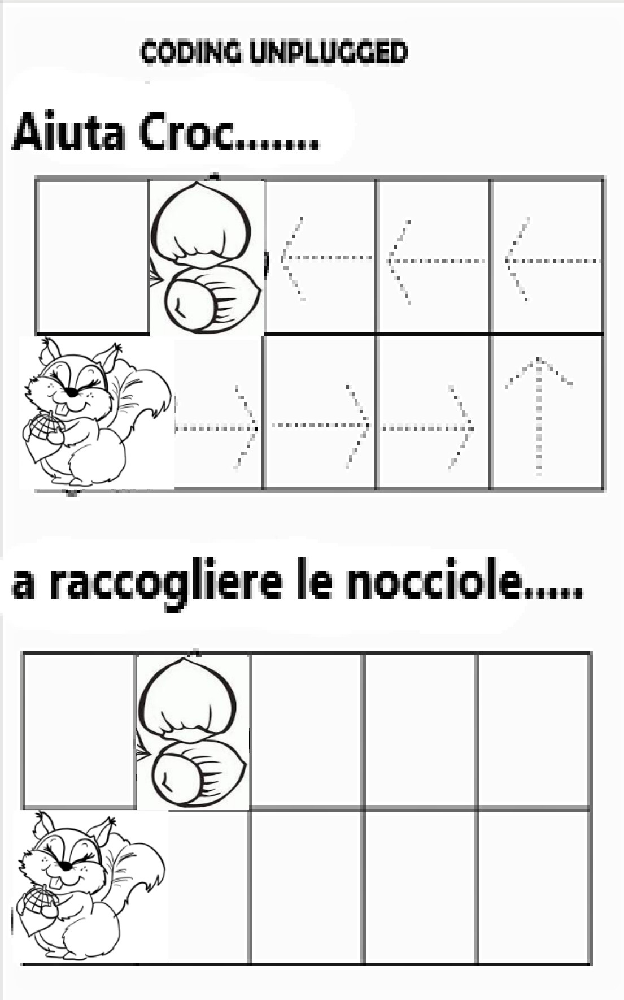 CODING UNPLUGGED
Aiuta Croc.......
a raccogliere le nocciole.....